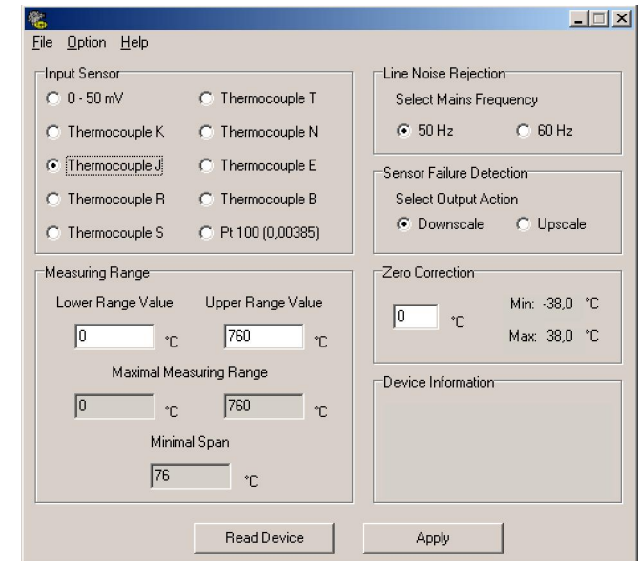 File Option Help
Input Sensor
0 - 50 mV Thermocouple T
Thermocouple K Thermocouple N
Thermocouple J Thermocouple E
Thermocouple R Thermocouple B
Thermocouple S Pt 100 (0,00385)
Line Noise Rejection
Select Mains Frequency
50 Hz 60 Hz
Sensor Failure Detection
Select Output Action
Downscale Upscale
Measuring Range
Lower Range Value Upper Range Value
0 °C 760 °C
Maximal Measuring Range
0 °C 760 °C
Minimal Span
76 °C
Zero Correction
0 °C Min: -38,0 °C
Max: 38,0 °C
Device Information
Read Device Apply